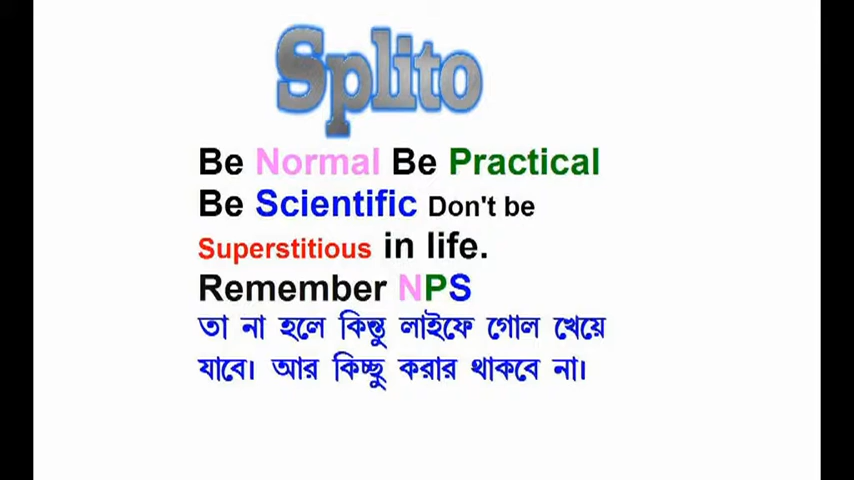 Splito
Be Normal Be Practical
Be Scientific Don't be
Superstitious in life.
Remember NPS
তা না হলে কিন্তু লাইফে গোল খেয়ে
যাবে। আর কিচ্ছু করার থাকবে না।